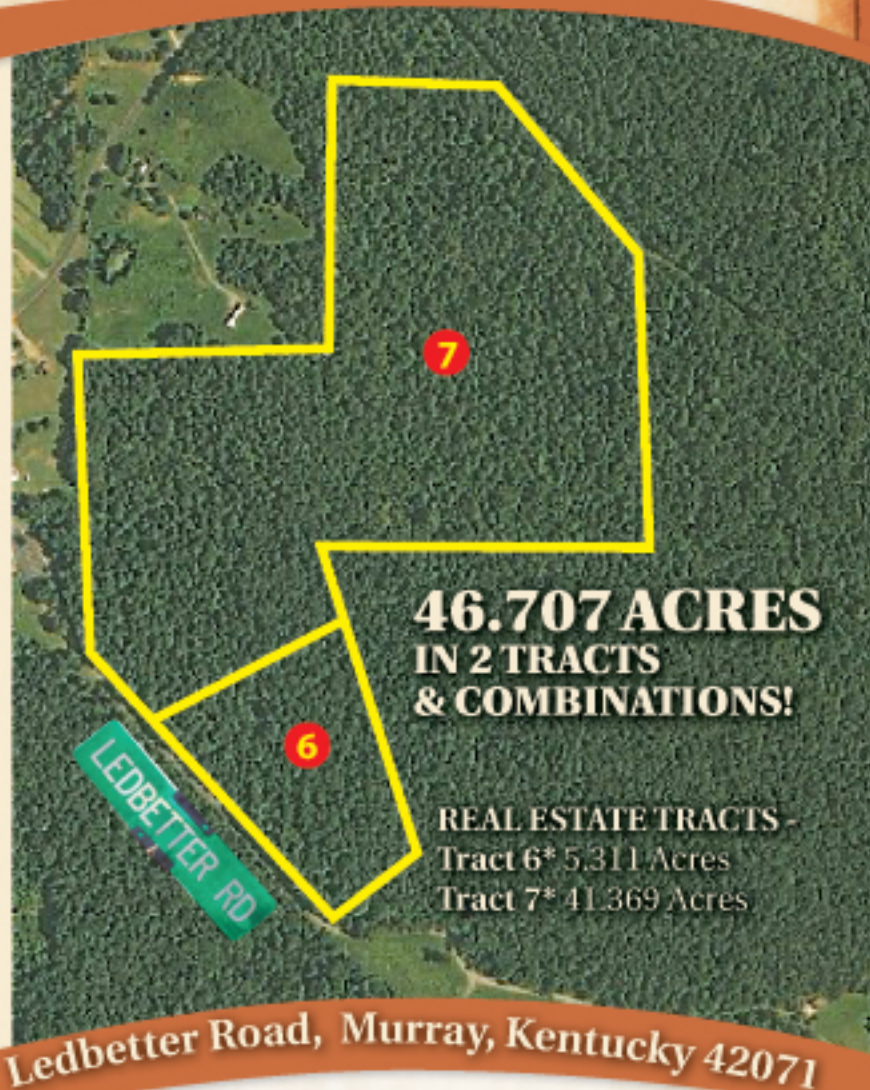 7
46.707 ACRES
IN 2 TRACTS
& COMBINATIONS!
6
LEDBETTER RD
REAL ESTATE TRACTS -
Tract 6* 5.311 Acres
Tract 7* 41.369 Acres
Ledbetter Road, Murray, Kentucky 42071